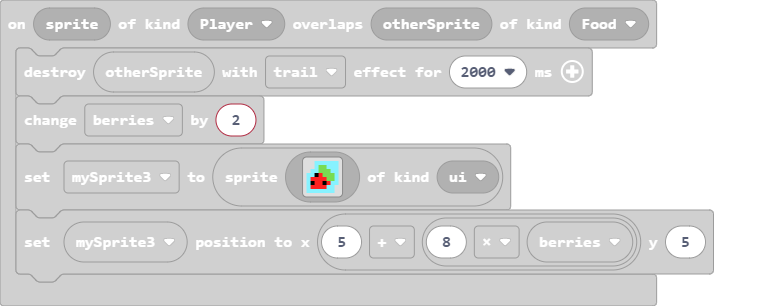 on sprite of kind Player overlaps otherSprite of kind Food
destroy otherSprite with trail effect for 2000 ms
change berries by 2
set mySprite3 to sprite of kind ui
set mySprite3 position to x 5 + 8 × berries y 5